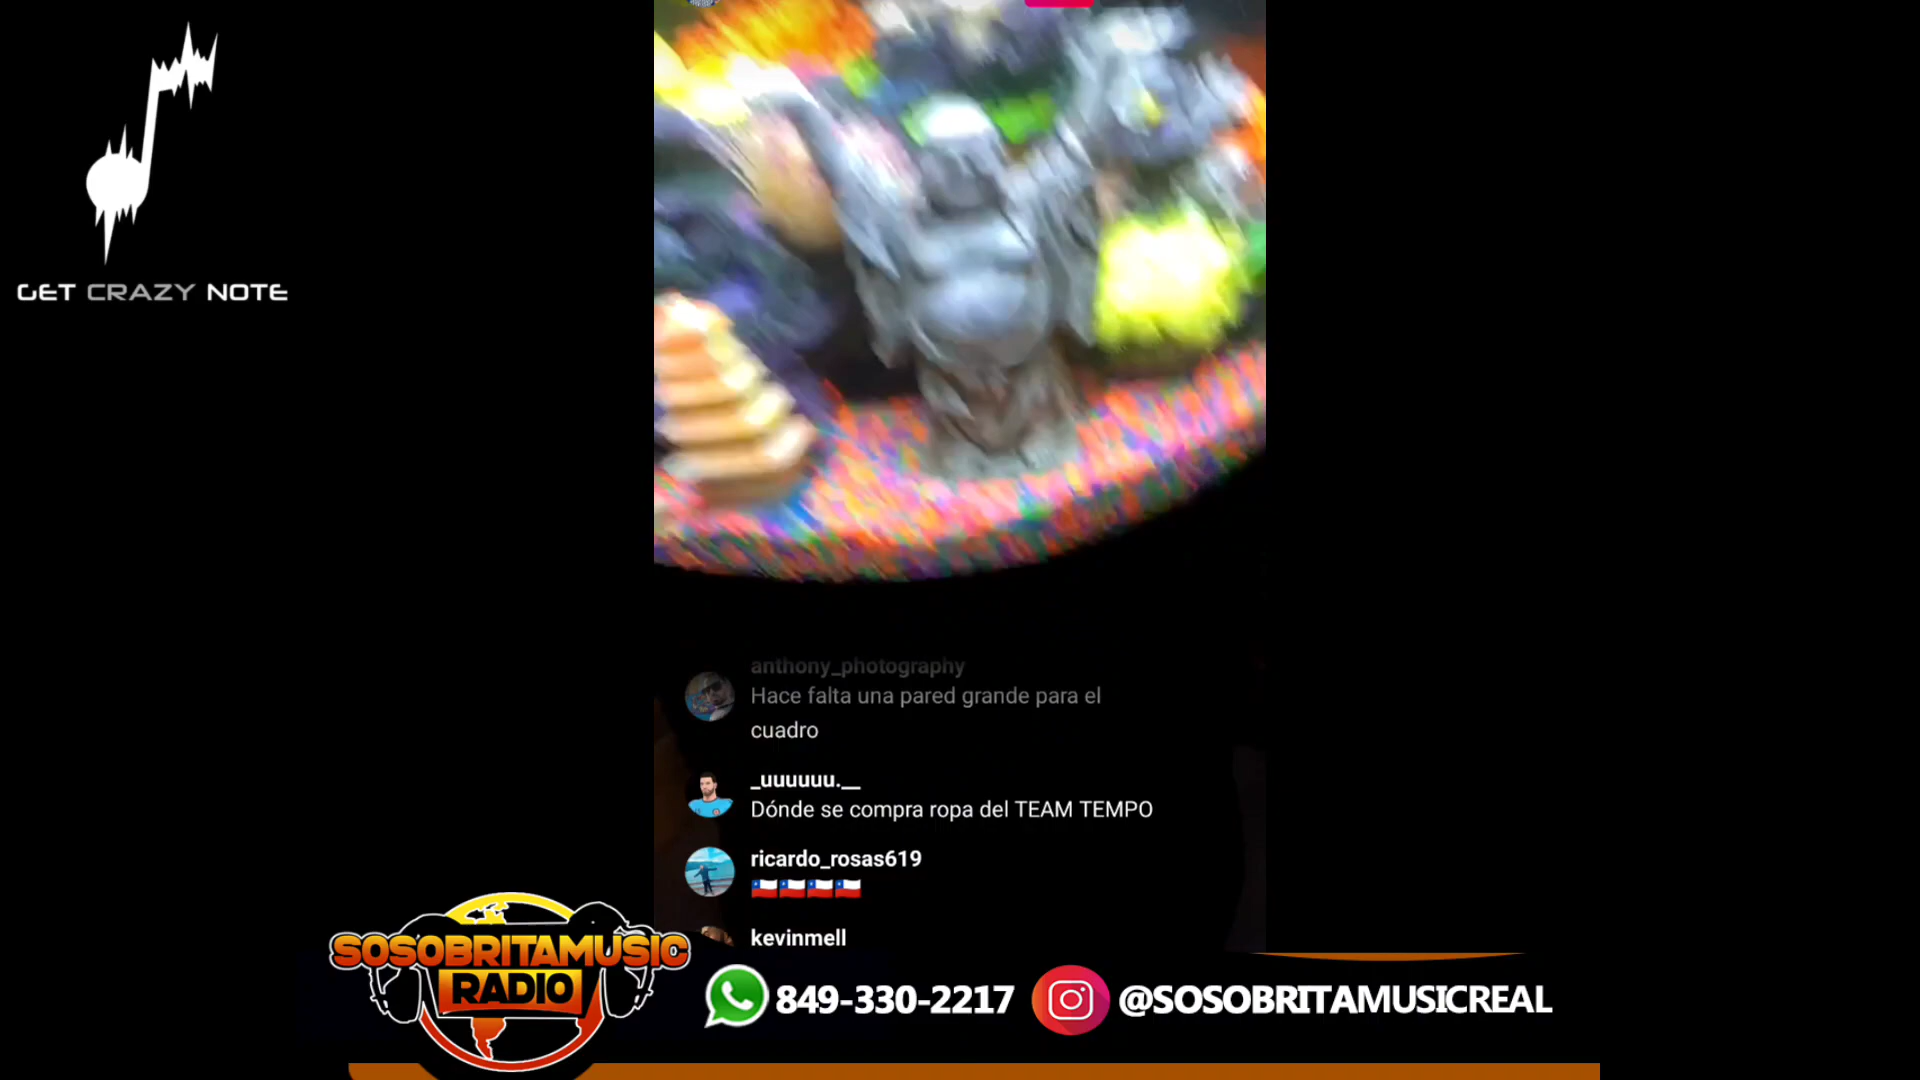 GET CRAZY NOTE
anthony_photography
Hace falta una pared grande para el
cuadro
_uuuuuu.__
Dónde se compra ropa del TEAM TEMPO
ricardo_rosas619
🇨🇱🇨🇱🇨🇱🇨🇱
kevinmell
SOSOBRITAMUSIC
RADIO
849-330-2217
@SOSOBRITAMUSICREAL